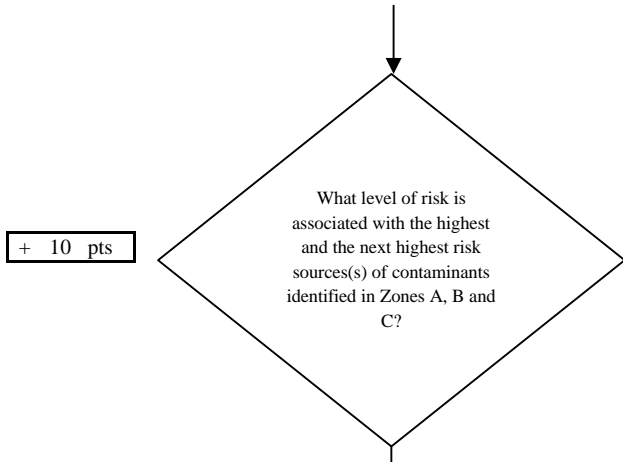 What level of risk is
associated with the highest
and the next highest risk
sources(s) of contaminants
identified in Zones A, B and
C?
+ 10 pts